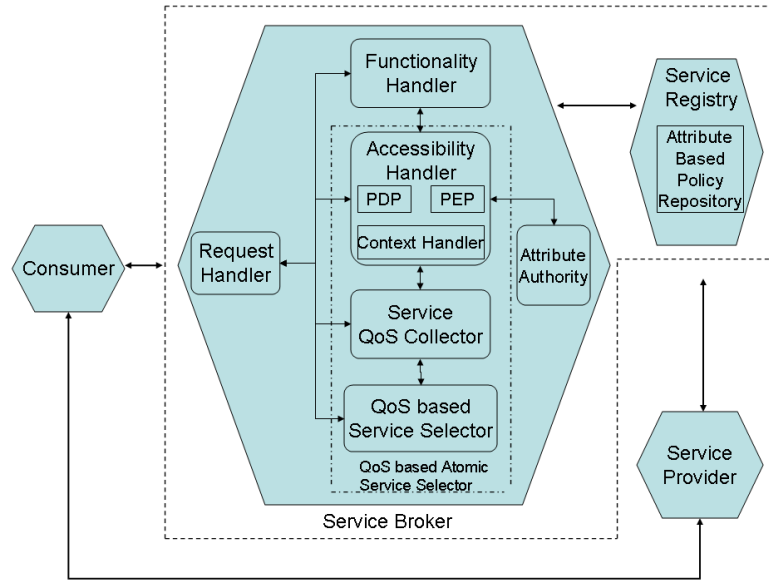 Functionality
Handler
Service
Registry
Attribute
Based
Policy
Repository
Accessibility
Handler
PDP
PEP
Context Handler
Request
Handler
Attribute
Authority
Consumer
Service
QoS Collector
QoS based
Service Selector
QoS based Atomic
Service Selector
Service Broker
Service
Provider